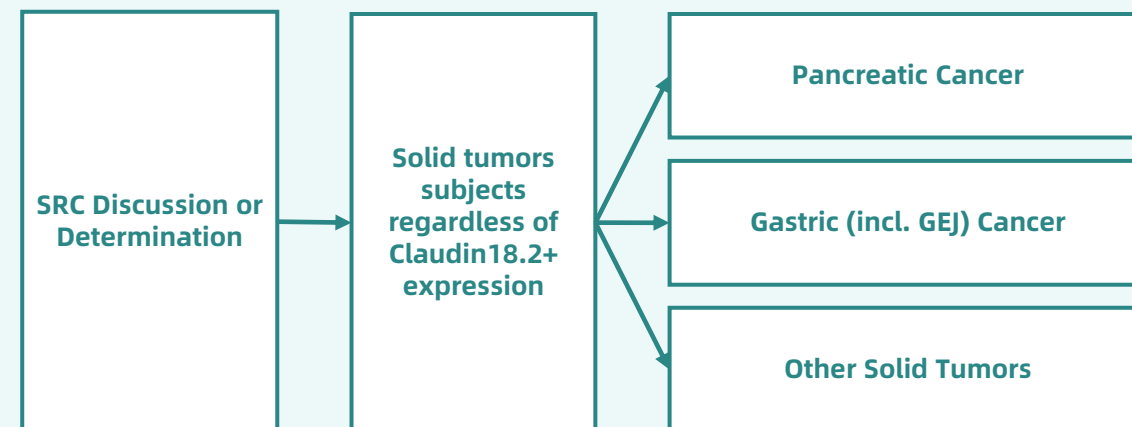 SRC Discussion or
Determination
Solid tumors
subjects
regardless of
Claudin18.2+
expression
Pancreatic Cancer
Gastric (incl. GEJ) Cancer
Other Solid Tumors